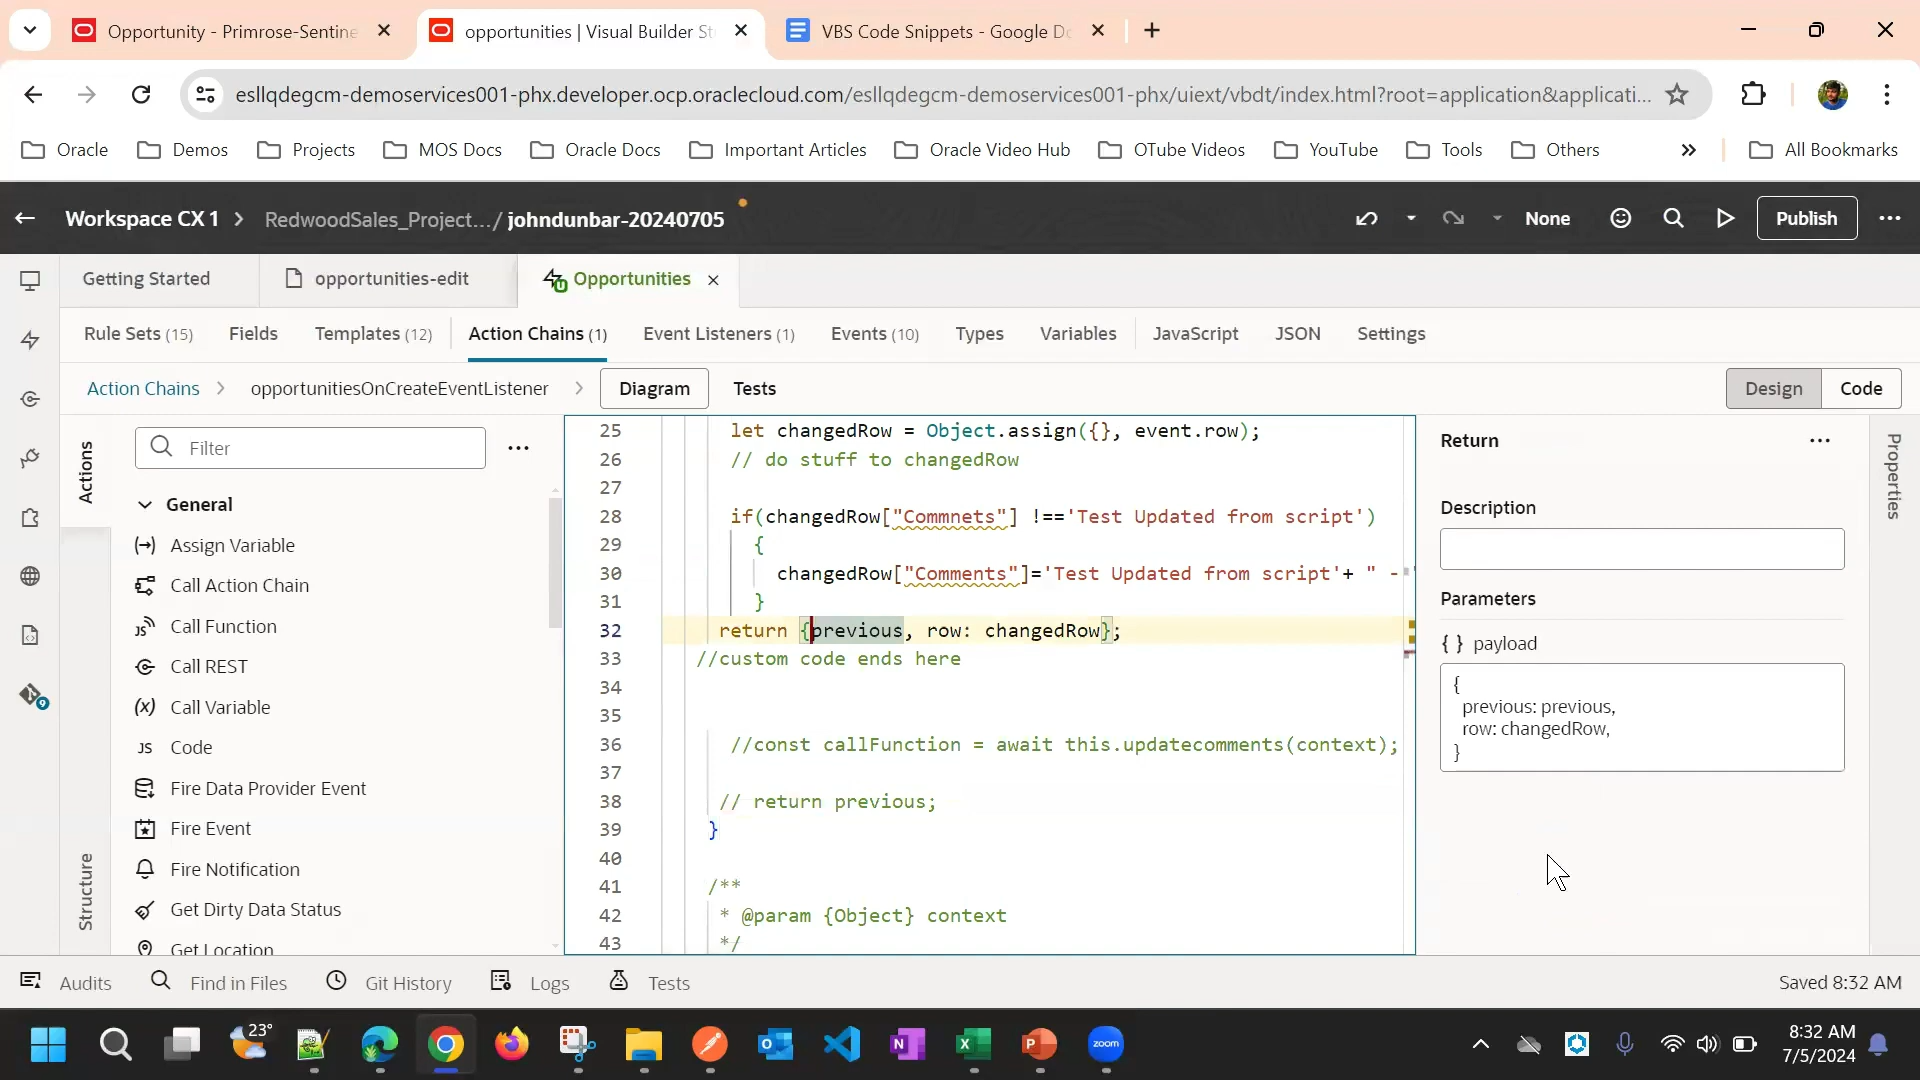 Opportunity - Primrose-Sentine
opportunities | Visual Builder St
VBS Code Snippets - Google Do
esllqdegcm-demoservices001-phx.developer.ocp.oraclecloud.com/esllqdegcm-demoservices001-phx/uiext/vbdt/index.html?root=application&applicati...
Oracle
Demos
Projects
MOS Docs
Oracle Docs
Important Articles
Oracle Video Hub
OTube Videos
YouTube
Tools
Others
»
All Bookmarks
Workspace CX 1 > RedwoodSales_Project.../ johndunbar-20240705
None
Publish
Getting Started
opportunities-edit
Opportunities
Rule Sets (15)
Fields
Templates (12)
Action Chains (1)
Event Listeners (1)
Events (10)
Types
Variables
JavaScript
JSON
Settings
Action Chains > opportunitiesOnCreateEventListener >
Diagram
Tests
Design
Code
Actions
Structure
Filter
General
Assign Variable
Call Action Chain
Call Function
Call REST
Call Variable
JS Code
Fire Data Provider Event
Fire Event
Fire Notification
Get Dirty Data Status
Get Location
25 let changedRow = Object.assign({}, event.row);
26 // do stuff to changedRow
27
28 if(changedRow["Commnets"] !=='Test Updated from script')
29 {
30 changedRow["Comments"]='Test Updated from script'+ " -
31 }
32 return {previous, row: changedRow};
33 //custom code ends here
34
35
36 //const callFunction = await this.updatecomments(context);
37
38 // return previous;
39 }
40
41 /**
42 * @param {Object} context
43 */
Return
Description
Parameters
{ } payload
{
previous: previous,
row: changedRow,
}
Properties
Audits
Find in Files
Git History
Logs
Tests
Saved 8:32 AM
9
23°
zoom
8:32 AM
7/5/2024